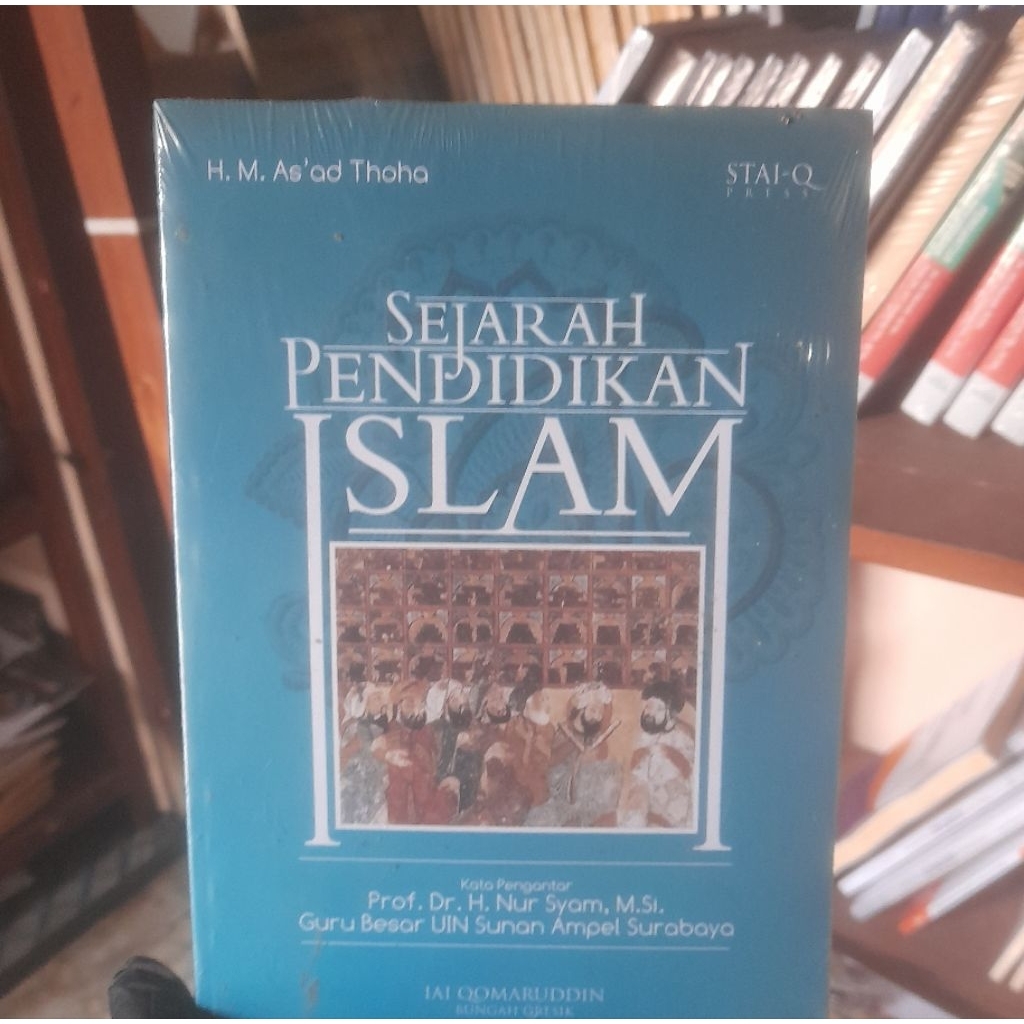 H. M. As'ad Thoha
STAI-Q
PRESS
SEJARAH
PENDIDIKAN
ISLAM
Kata Pengantar
Prof. Dr. H. Nur Syam, M.Si.
Guru Besar UIN Sunan Ampel Surabaya
IAI QOMARUDDIN
BUNGAH GRESIK